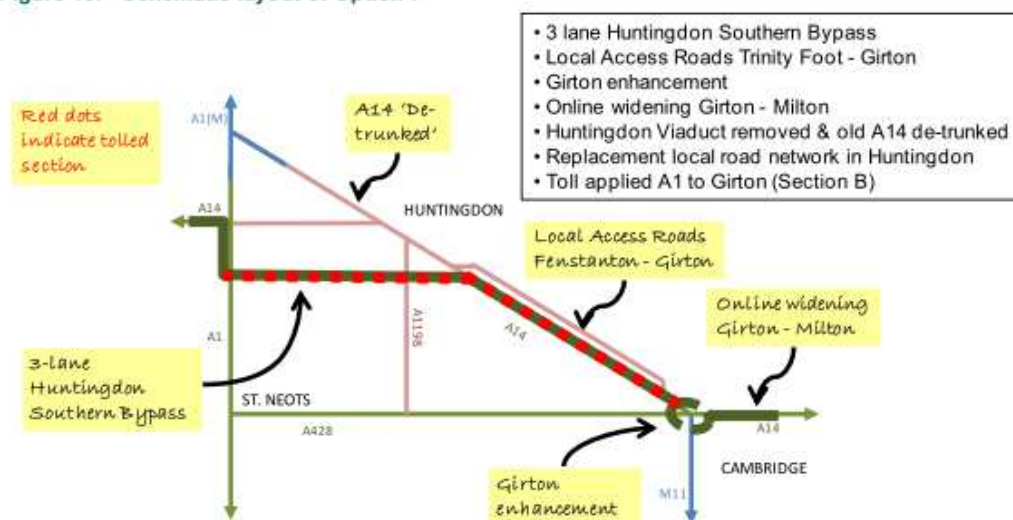 • 3 lane Huntingdon Southern Bypass
• Local Access Roads Trinity Foot - Girton
• Girton enhancement
• Online widening Girton - Milton
• Huntingdon Viaduct removed & old A14 de-trunked
• Replacement local road network in Huntingdon
• Toll applied A1 to Girton (Section B)
Red dots
indicate tolled
section
A1(M)
A14 'De-
trunked'
A14
HUNTINGDON
Local Access Roads
Fenstanton - Girton
Online widening
Girton - Milton
A1
A1198
A14
3-lane
Huntingdon
Southern Bypass
ST. NEOTS
A428
A14
CAMBRIDGE
M11
Girton
enhancement